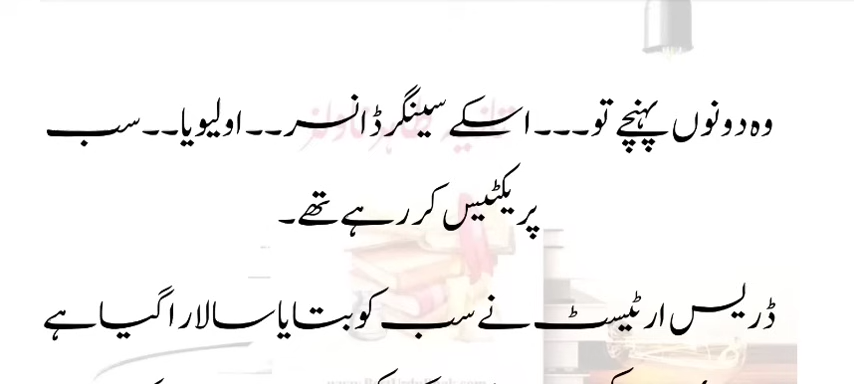 وہ دونوں پہنچے تو۔۔۔ اسکے سینگر ڈانسر۔۔ اولیویا۔۔ سب
پریکٹیس کر رہے تھے۔
ڈریس ارٹیسٹ نے سب کو بتایا سالار اگیا ہے